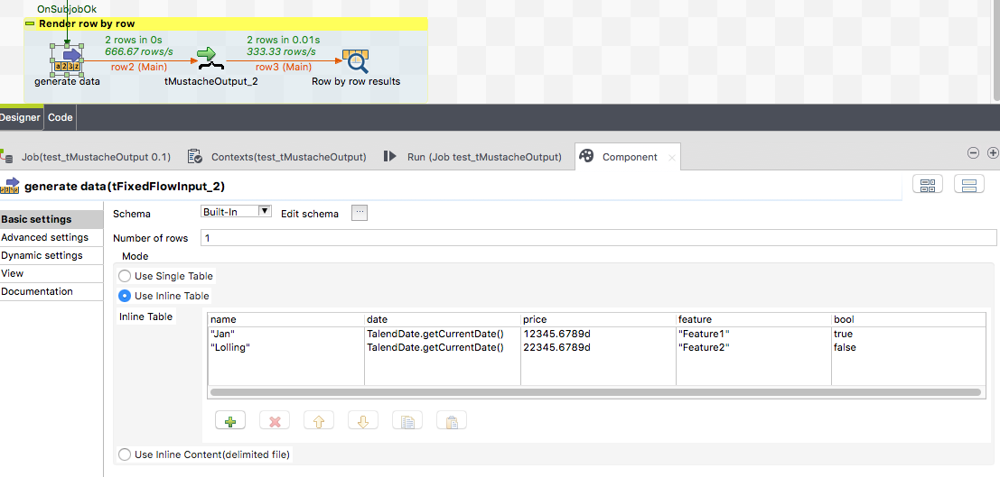 OnSubjobOk
Render row by row
2 rows in 0s
666.67 rows/s
row2 (Main)
2 rows in 0.01s
333.33 rows/s
row3 (Main)
generate data
tMustacheOutput_2
Row by row results
Designer Code
Job(test_tMustacheOutput 0.1) Contexts(test_tMustacheOutput) Run (Job test_tMustacheOutput) Component
generate data(tFixedFlowInput_2)
Basic settings
Advanced settings
Dynamic settings
View
Documentation
Schema Built-In Edit schema ...
Number of rows 1
Mode
Use Single Table
Use Inline Table
Inline Table
name date price feature bool
"Jan" TalendDate.getCurrentDate() 12345.6789d "Feature1" true
"Lolling" TalendDate.getCurrentDate() 22345.6789d "Feature2" false
Use Inline Content(delimited file)